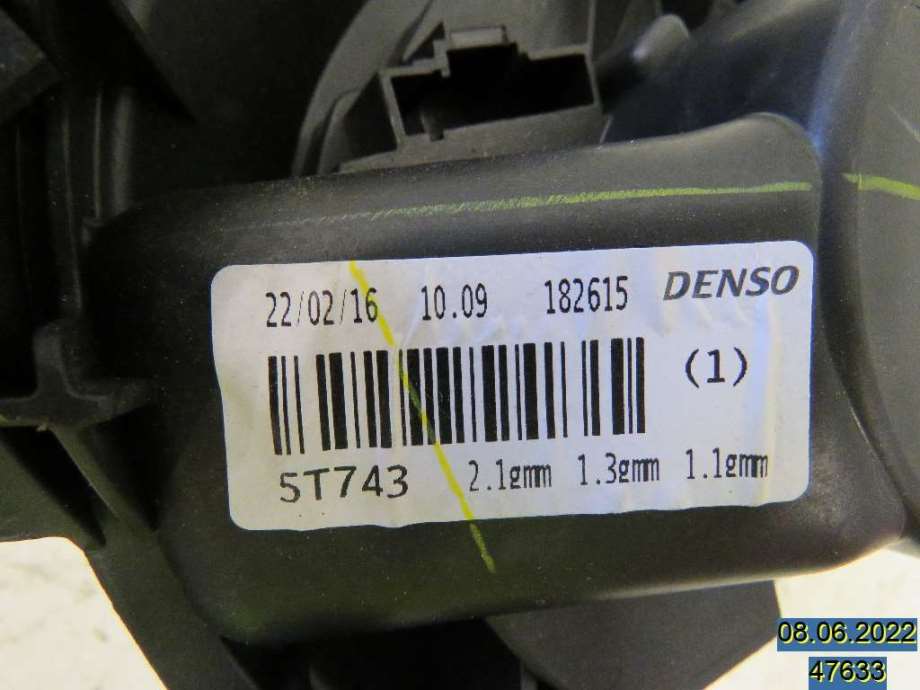 22/02/16 10.09 182615 DENSO
(1)
5T743 2.1gmm 1.3gmm 1.1gmm
08.06.2022
47633